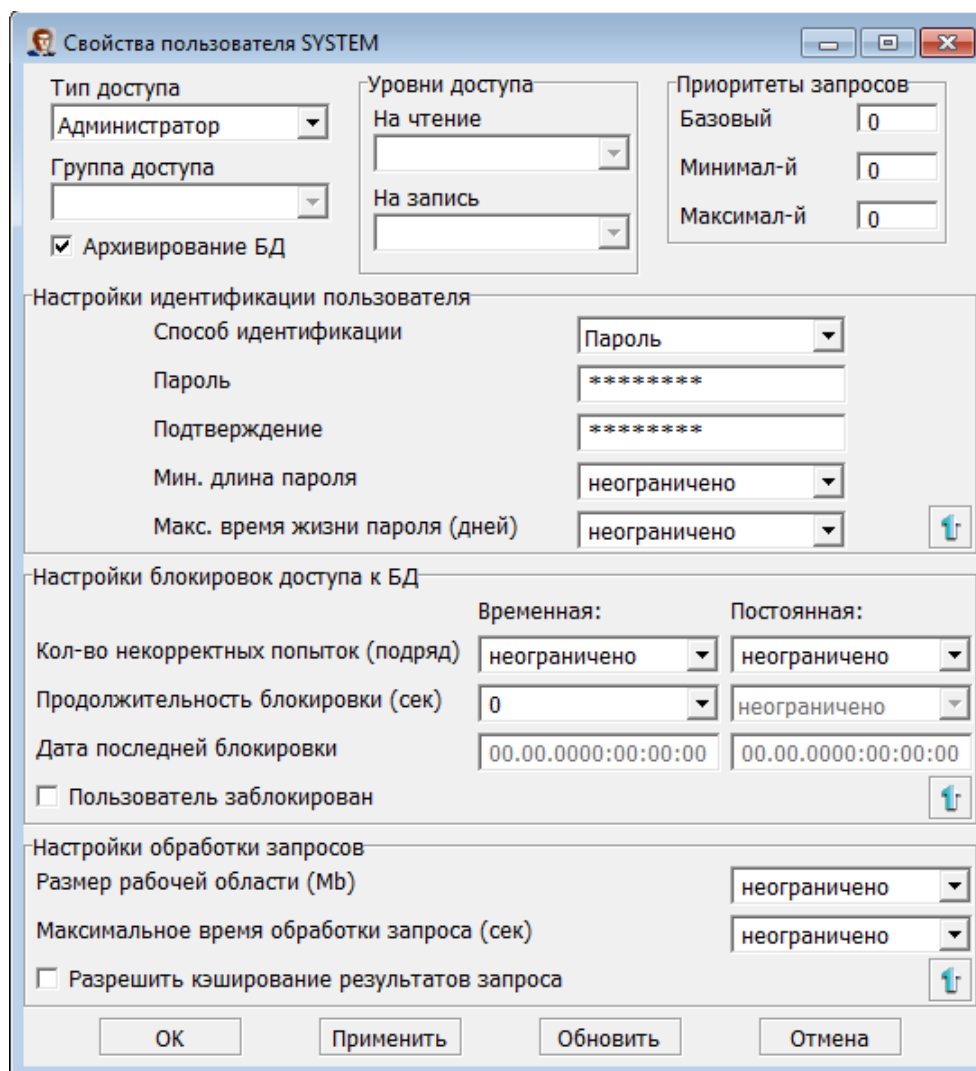 Свойства пользователя SYSTEM
Тип доступа
Администратор
Группа доступа
Архивирование БД
Уровни доступа
На чтение
На запись
Приоритеты запросов
Базовый 0
Минимал-й 0
Максимал-й 0
Настройки идентификации пользователя
Способ идентификации Пароль
Пароль ********
Подтверждение ********
Мин. длина пароля неограничено
Макс. время жизни пароля (дней) неограничено
Настройки блокировок доступа к БД
Временная: Постоянная:
Кол-во некорректных попыток (подряд) неограничено неограничено
Продолжительность блокировки (сек) 0 неограничено
Дата последней блокировки 00.00.0000:00:00:00 00.00.0000:00:00:00
Пользователь заблокирован
Настройки обработки запросов
Размер рабочей области (Mb) неограничено
Максимальное время обработки запроса (сек) неограничено
Разрешить кэширование результатов запроса
OK Применить Обновить Отмена